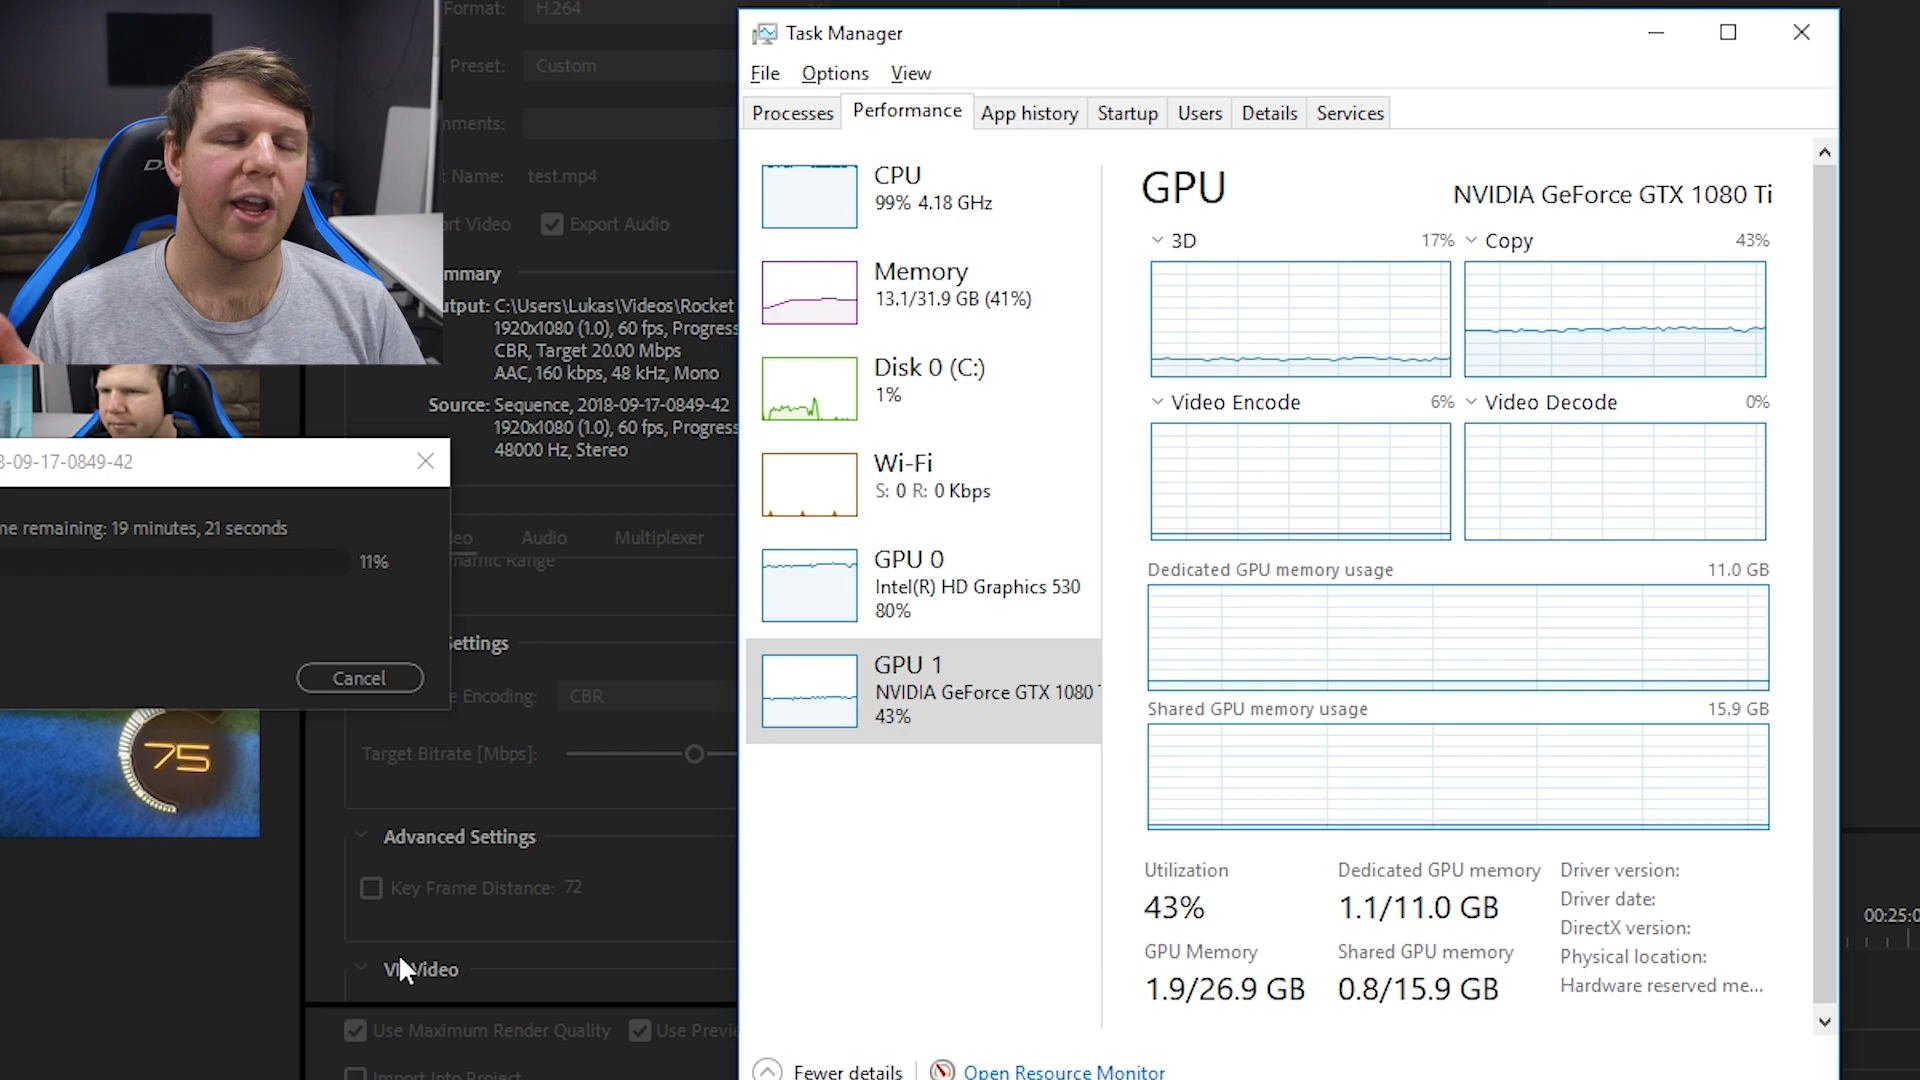 Format:
H.264
Preset:
Custom
test.mp4
Export Audio
C:\Users\Lukas\Videos\Rocket
1920x1080 (1.0), 60 fps, Progress
CBR, Target 20.00 Mbps
AAC, 160 kbps, 48 kHz, Mono
Source: Sequence, 2018-09-17-0849-42
1920x1080 (1.0), 60 fps, Progress
48000 Hz, Stereo
8-09-17-0849-42
me remaining: 19 minutes, 21 seconds
11%
Cancel
75
Audio
Multiplexer
Settings
Encoding:
CBR
Target Bitrate [Mbps]:
Advanced Settings
Key Frame Distance: 72
Video
Use Maximum Render Quality
Use Previe
Import Into Project
Task Manager
File Options View
Processes Performance App history Startup Users Details Services
CPU
99% 4.18 GHz
Memory
13.1/31.9 GB (41%)
Disk 0 (C:)
1%
Wi-Fi
S: 0 R: 0 Kbps
GPU 0
Intel(R) HD Graphics 530
80%
GPU 1
NVIDIA GeForce GTX 1080
43%
GPU
NVIDIA GeForce GTX 1080 Ti
3D 17%
Copy 43%
Video Encode 6%
Video Decode 0%
Dedicated GPU memory usage 11.0 GB
Shared GPU memory usage 15.9 GB
Utilization
43%
Dedicated GPU memory
1.1/11.0 GB
GPU Memory
1.9/26.9 GB
Shared GPU memory
0.8/15.9 GB
Driver version:
Driver date:
DirectX version:
Physical location:
Hardware reserved me...
Fewer details
Open Resource Monitor
00:25:0